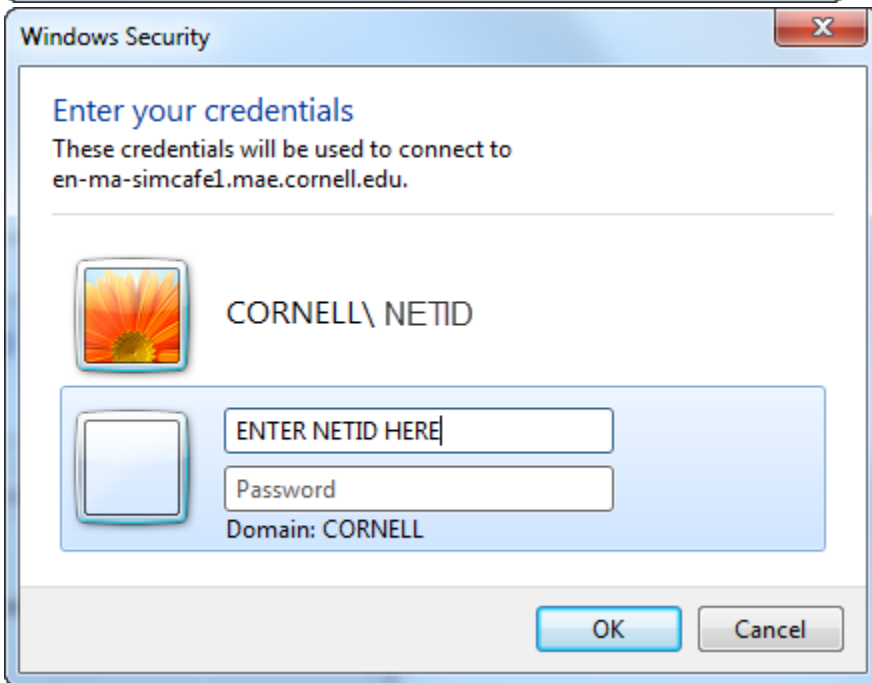 Windows Security
Enter your credentials
These credentials will be used to connect to
en-ma-simcafe1.mae.cornell.edu.
CORNELL\ NETID
ENTER NETID HERE
Password
Domain: CORNELL
OK
Cancel